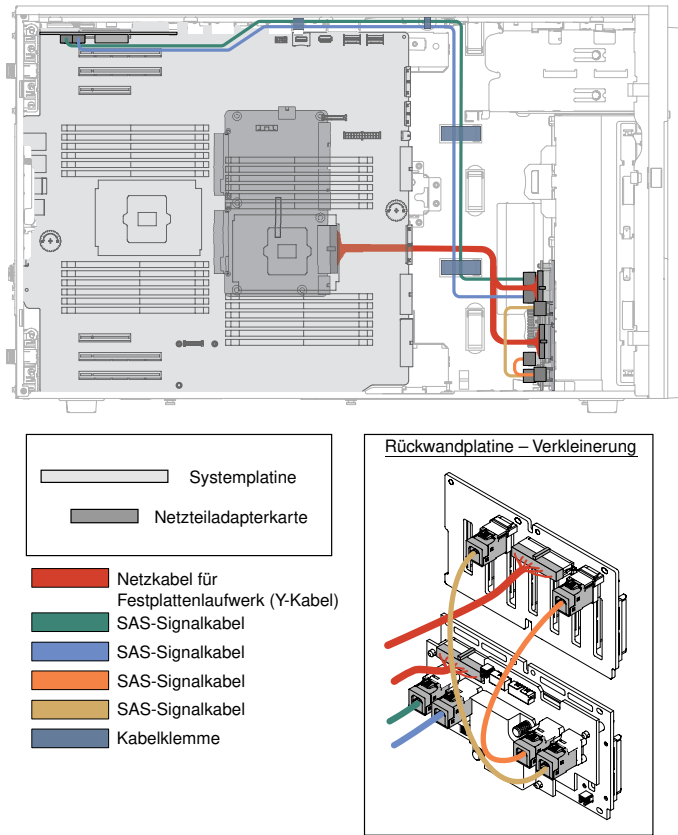 Systemplatine
Netzteiladapterkarte
Netzkabel für
Festplattenlaufwerk (Y-Kabel)
SAS-Signalkabel
SAS-Signalkabel
SAS-Signalkabel
SAS-Signalkabel
Kabelklemme
Rückwandplatine – Verkleinerung